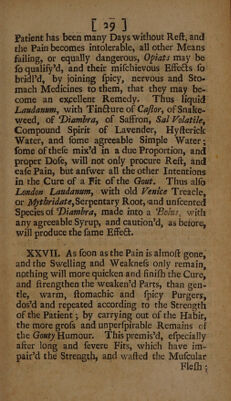 [ 29 ]
Patient has been many Days without Reſt, and
the Pain becomes intolerable, all other Means
failing, or equally dangerous, Opiats may be
ſo qualify'd, and their miſchievous Effects ſo
bridl'd, by joining ſpicy, nervous and Sto-
mach Medicines to them, that they may be-
come an excellent Remedy. Thus liquid
Laudanum, with Tincture of Caſtor, of Snake-
weed, of Diambra, of Saffron, Sal Volatile,
Compound Spirit of Lavender, Hyſterick
Water, and ſome agreeable Simple Water;
ſome of theſe mix'd in a due Proportion, and
proper Doſe, will not only procure Reſt, and
eaſe Pain, but anſwer all the other Intentions
in the Cure of a Fit of the Gout. Thus alſo
London Laudanum, with old Venice Treacle,
or Mythridate, Serpentary Root, and unſcented
Species of Diambra, made into a Bolus, with
any agreeable Syrup, and caution'd, as before,
will produce the ſame Effect.
XXVII. As ſoon as the Pain is almoſt gone,
and the Swelling and Weakneſs only remain,
nothing will more quicken and finiſh the Cure,
and ſtrengthen the weaken'd Parts, than gen-
tle, warm, ſtomachic and ſpicy Purgers,
dos'd and repeated according to the Strength
of the Patient; by carrying out of the Habit,
the more groſs and unperſpirable Remains of
the Gouty Humour. This premis'd, eſpecially
after long and ſevere Fits, which have im-
pair'd the Strength, and waſted the Muſcular
Fleſh;